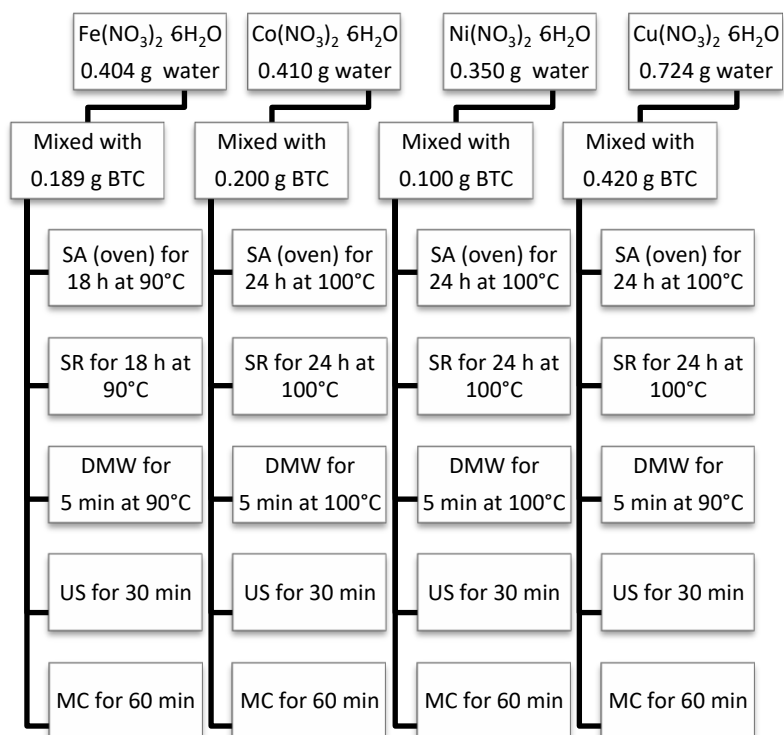 Fe(NO₃)₂ 6H₂O
0.404 g water
Mixed with
0.189 g BTC
SA (oven) for
18 h at 90°C
SR for 18 h at
90°C
DMW for
5 min at 90°C
US for 30 min
MC for 60 min
Co(NO₃)₂ 6H₂O
0.410 g water
Mixed with
0.200 g BTC
SA (oven) for
24 h at 100°C
SR for 24 h at
100°C
DMW for
5 min at 100°C
US for 30 min
MC for 60 min
Ni(NO₃)₂ 6H₂O
0.350 g water
Mixed with
0.100 g BTC
SA (oven) for
24 h at 100°C
SR for 24 h at
100°C
DMW for
5 min at 100°C
US for 30 min
MC for 60 min
Cu(NO₃)₂ 6H₂O
0.724 g water
Mixed with
0.420 g BTC
SA (oven) for
24 h at 100°C
SR for 24 h at
100°C
DMW for
5 min at 90°C
US for 30 min
MC for 60 min